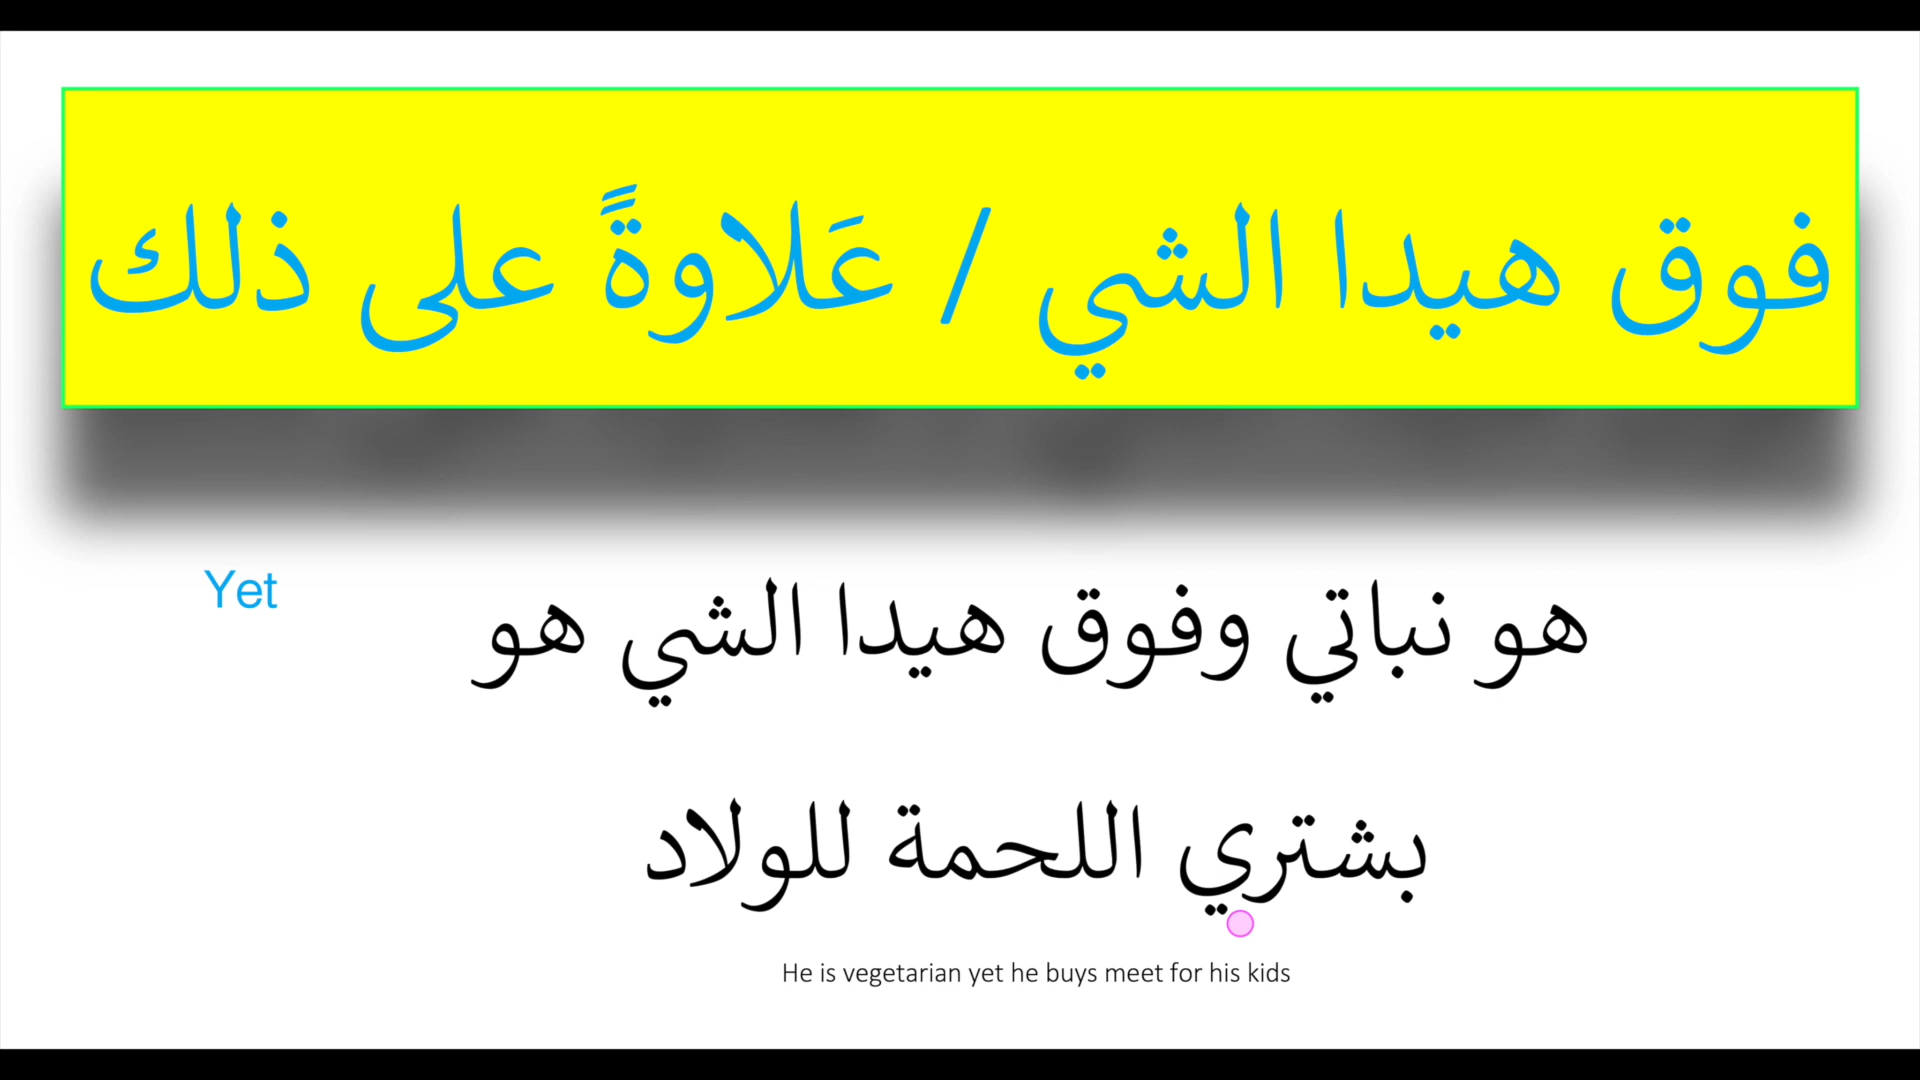 فوق هيدا الشي / عَلاوةً على ذلك
Yet
هو نباتي وفوق هيدا الشي هو
بشتري اللحمة للولاد
He is vegetarian yet he buys meet for his kids